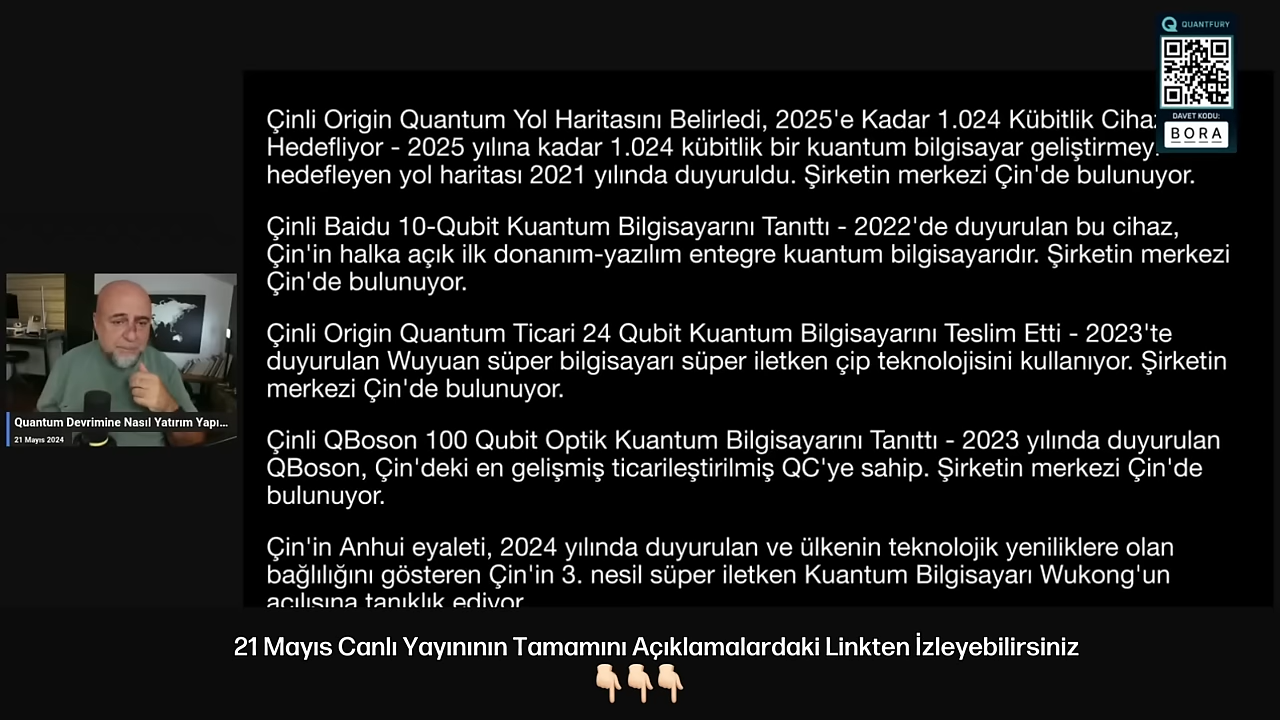 QUANTFURY
DAVET KODU:
BORA
Çinli Origin Quantum Yol Haritasını Belirledi, 2025'e Kadar 1.024 Kübitlik
Hedefliyor - 2025 yılına kadar 1.024 kübitlik bir kuantum bilgisayar
hedefleyen yol haritası 2021 yılında duyuruldu. Şirketin merkezi Çin'de bulunuyor.
Çinli Baidu 10-Qubit Kuantum Bilgisayarını Tanıttı - 2022'de duyurulan bu cihaz,
Çin'in halka açık ilk donanım-yazılım entegre kuantum bilgisayarıdır. Şirketin merkezi
Çin'de bulunuyor.
Çinli Origin Quantum Ticari 24 Qubit Kuantum Bilgisayarını Teslim Etti - 2023'te
duyurulan Wuyuan süper bilgisayarı süper iletken çip teknolojisini kullanıyor. Şirketin
merkezi Çin'de bulunuyor.
Çinli QBoson 100 Qubit Optik Kuantum Bilgisayarını Tanıttı - 2023 yılında duyurulan
QBoson, Çin'deki en gelişmiş ticarileştirilmiş QC'ye sahip. Şirketin merkezi Çin'de
bulunuyor.
Çin'in Anhui eyaleti, 2024 yılında duyurulan ve ülkenin teknolojik yeniliklere olan
bağlılığını gösteren Çin'in 3. nesil süper iletken Kuantum Bilgisayarı Wukong'un
açılışına tanıklık ediyor.
Quantum Devrimine Nasıl Yatırım Yapı...
21 Mayıs 2024
21 Mayıs Canlı Yayınının Tamamını Açıklamalardaki Linkten İzleyebilirsiniz